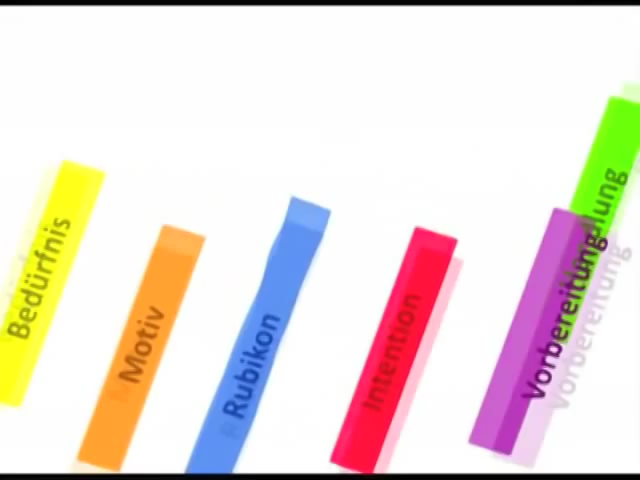 Bedürfnis
Motiv
Rubikon
Intention
Vorbereitung